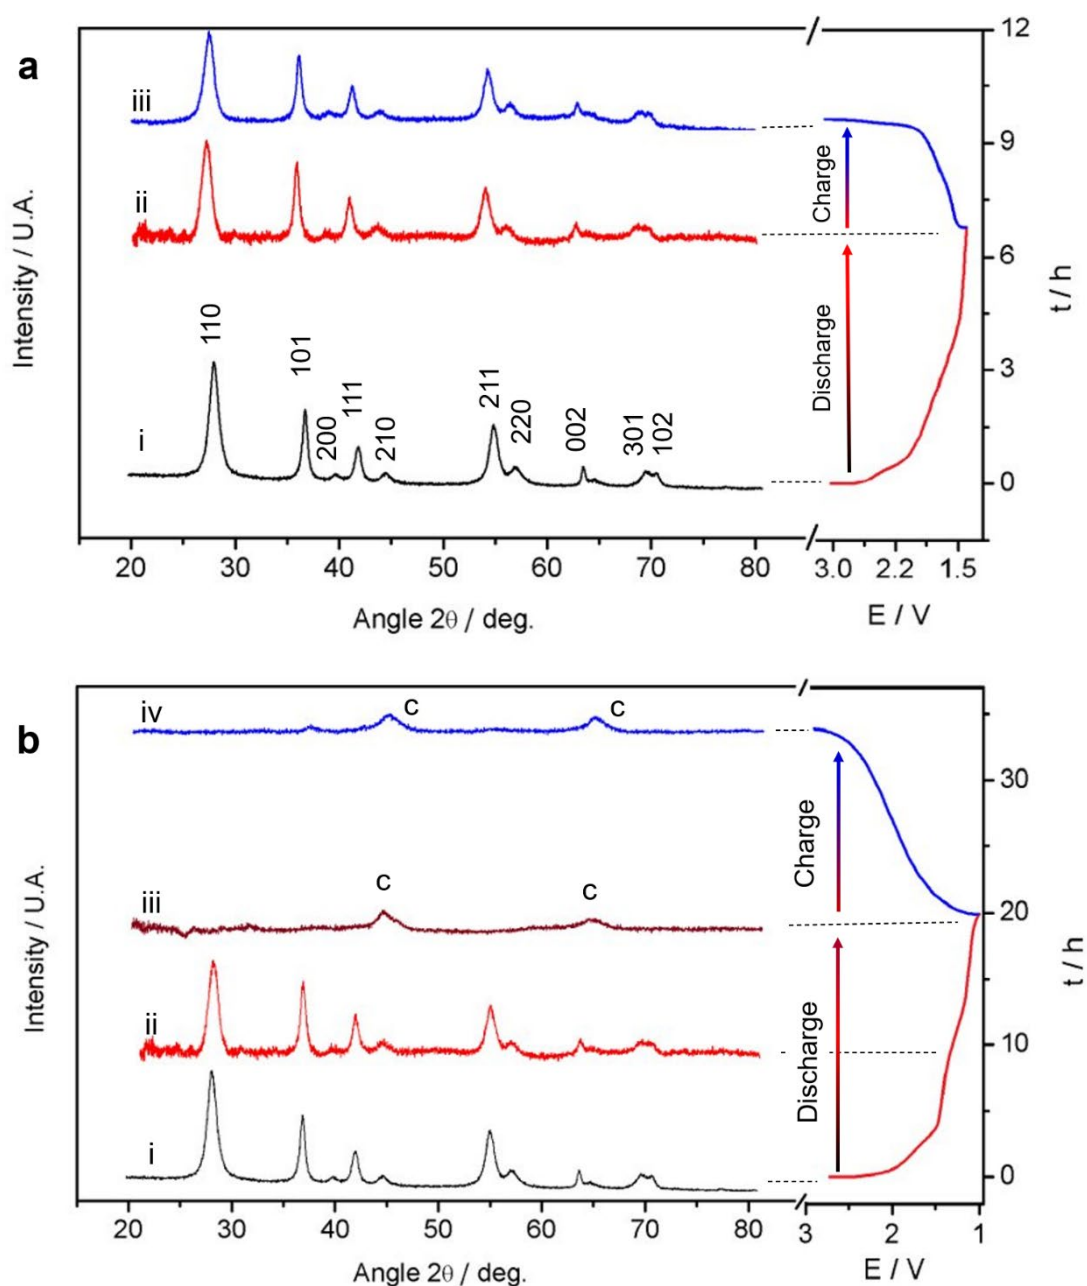 a
iii
ii
i
110
101
200
111
210
211
220
002
301
102
Intensity / U.A.
20 30 40 50 60 70 80
Angle 2θ / deg.
Charge
Discharge
12
9
6
3
0
t / h
3.0 2.2 1.5
E / V
b
iv
c
c
iii
c
c
ii
i
Intensity / U.A.
20 30 40 50 60 70 80
Angle 2θ / deg.
Charge
Discharge
30
20
10
0
t / h
3 2 1
E / V